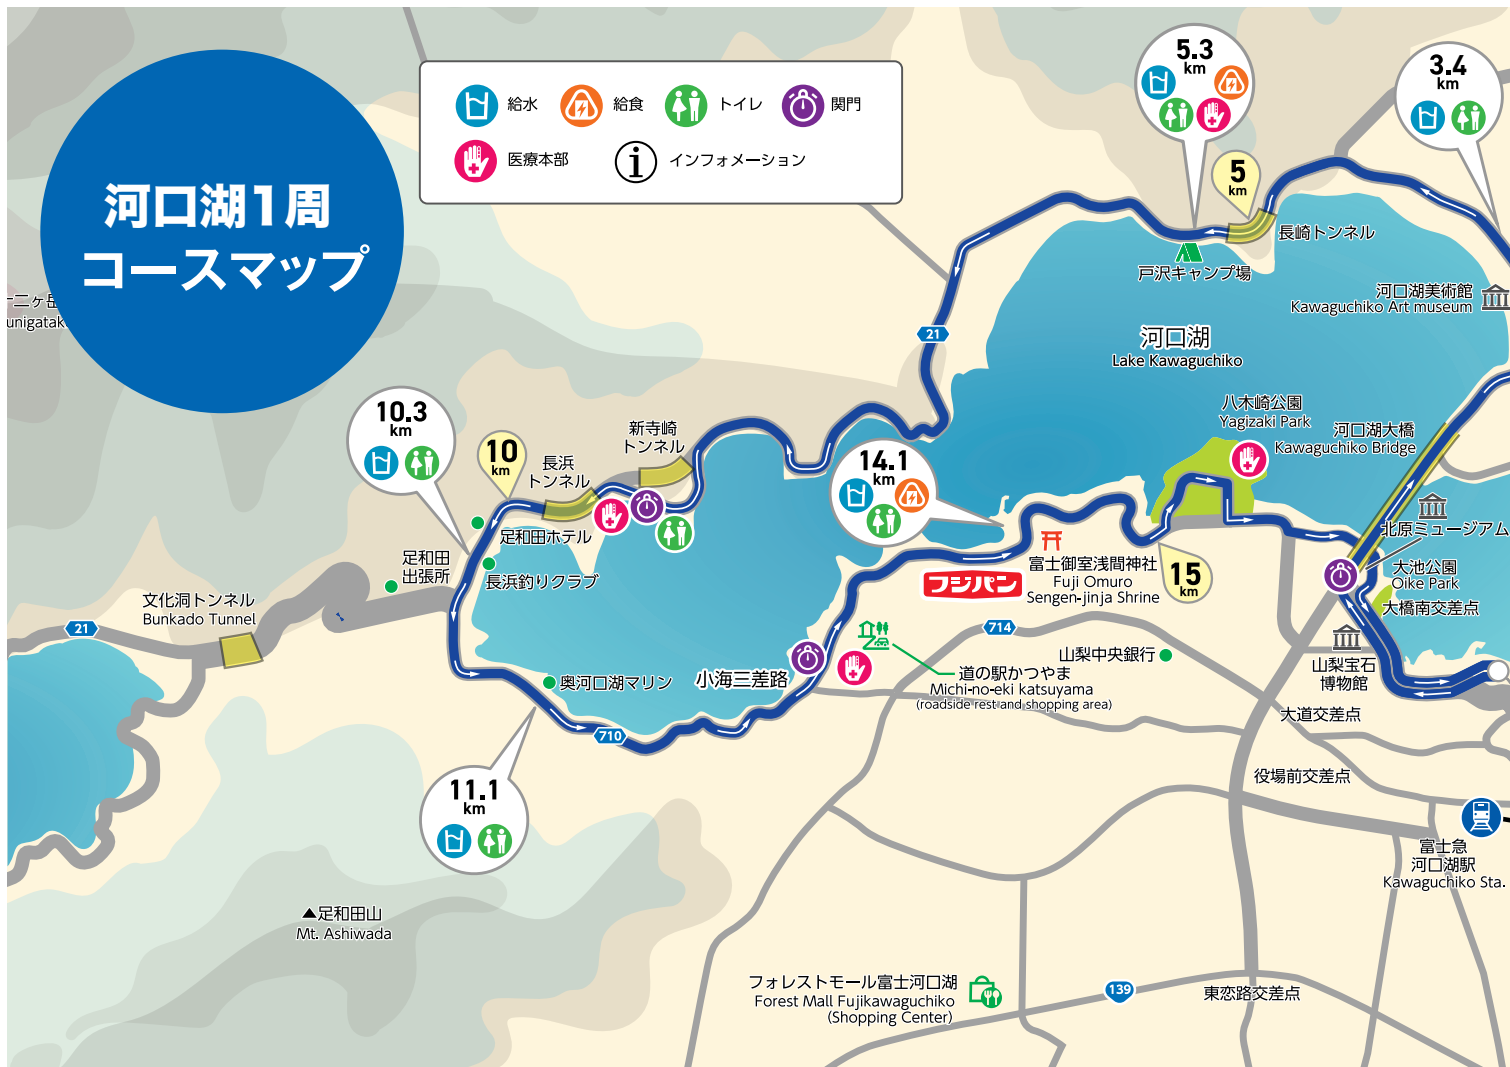 河口湖1周
コースマップ
給水
給食
トイレ
関門
医療本部
インフォメーション
5.3
km
3.4
km
5
km
長崎トンネル
戸沢キャンプ場
河口湖美術館
Kawaguchiko Art museum
十二ヶ岳
unigatak
21
河口湖
Lake Kawaguchiko
八木崎公園
Yagizaki Park
河口湖大橋
Kawaguchiko Bridge
10.3
km
10
km
新寺崎
トンネル
長浜
トンネル
14.1
km
北原ミュージアム
足和田ホテル
足和田
出張所
長浜釣りクラブ
フジパン
富士御室浅間神社
Fuji Omuro
Sengen-jinja Shrine
15
km
大池公園
Oike Park
大橋南交差点
文化洞トンネル
Bunkado Tunnel
21
714
山梨中央銀行
山梨宝石
博物館
小海三差路
道の駅かつやま
Michi-no-eki katsuyama
(roadside rest and shopping area)
奥河口湖マリン
710
大道交差点
役場前交差点
11.1
km
富士急
河口湖駅
Kawaguchiko Sta.
▲足和田山
Mt. Ashiwada
フォレストモール富士河口湖
Forest Mall Fujikawaguchiko
(Shopping Center)
139
東恋路交差点